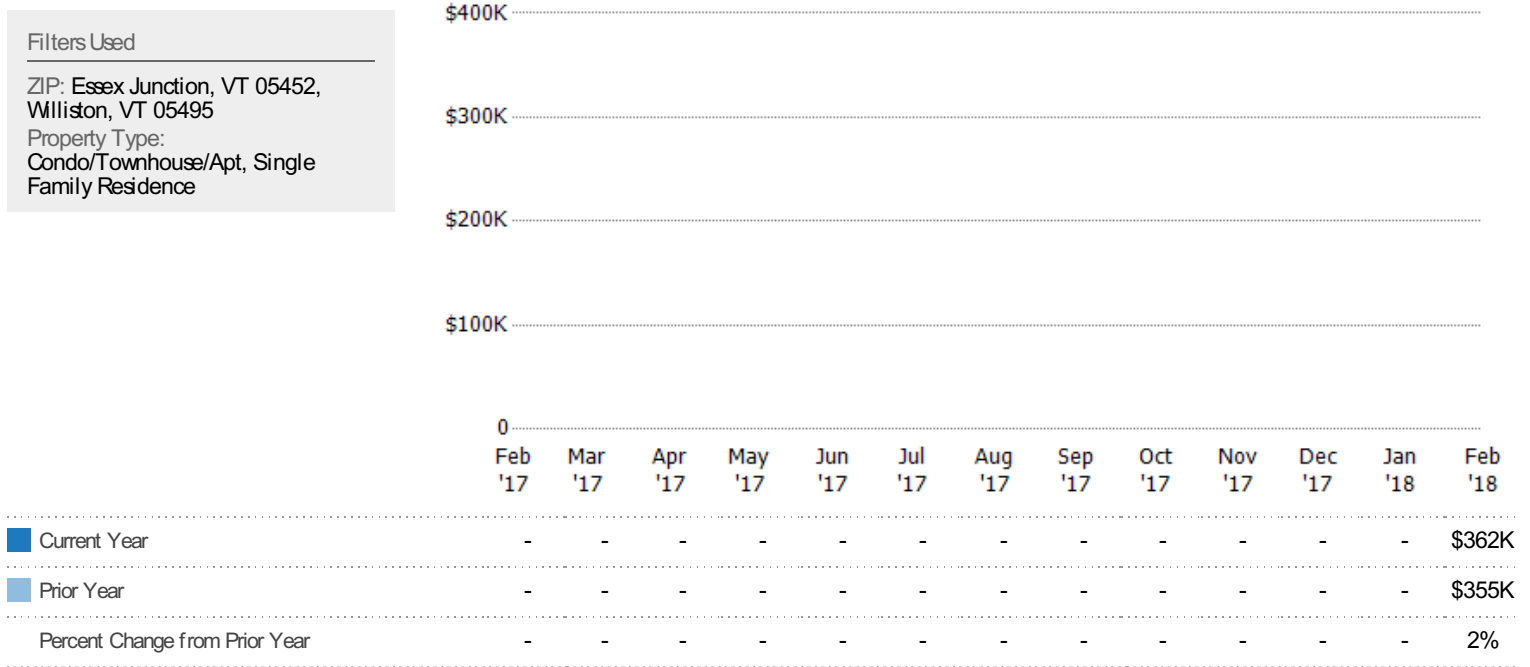 Filters Used
ZIP: Essex Junction, VT 05452,
Williston, VT 05495
Property Type:
Condo/Townhouse/Apt, Single
Family Residence
$400K
$300K
$200K
$100K
0
Feb Mar Apr May Jun Jul Aug Sep Oct Nov Dec Jan Feb
'17 '17 '17 '17 '17 '17 '17 '17 '17 '17 '17 '18 '18
Current Year - - - - - - - - - - - - $362K
Prior Year - - - - - - - - - - - - $355K
Percent Change from Prior Year - - - - - - - - - - - - 2%